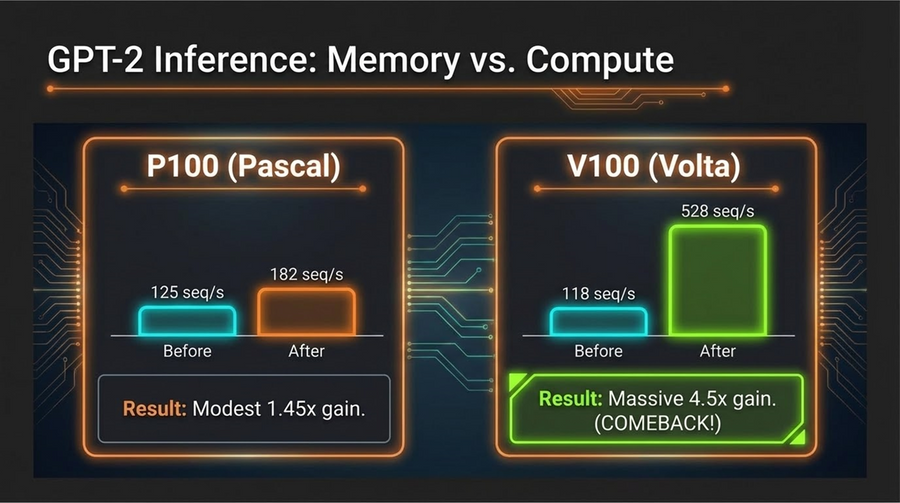 GPT-2 Inference: Memory vs. Compute
P100 (Pascal)
125 seq/s
182 seq/s
Before
After
Result: Modest 1.45x gain.
V100 (Volta)
528 seq/s
118 seq/s
Before
After
Result: Massive 4.5x gain.
(COMEBACK!)